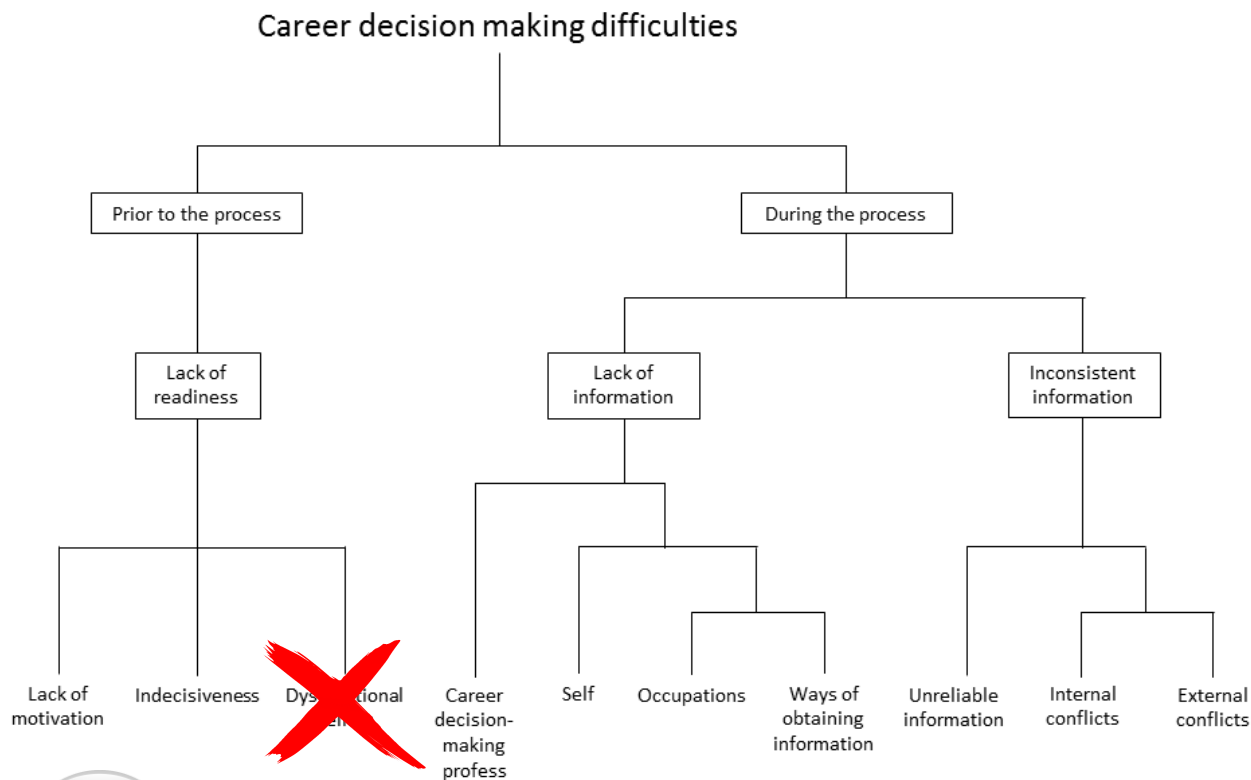 Career decision making difficulties
Prior to the process
During the process
Lack of
readiness
Lack of
information
Inconsistent
information
Lack of
motivation
Indecisiveness
Career
decision-
making
profess
Self
Occupations
Ways of
obtaining
information
Unreliable
information
Internal
conflicts
External
conflicts